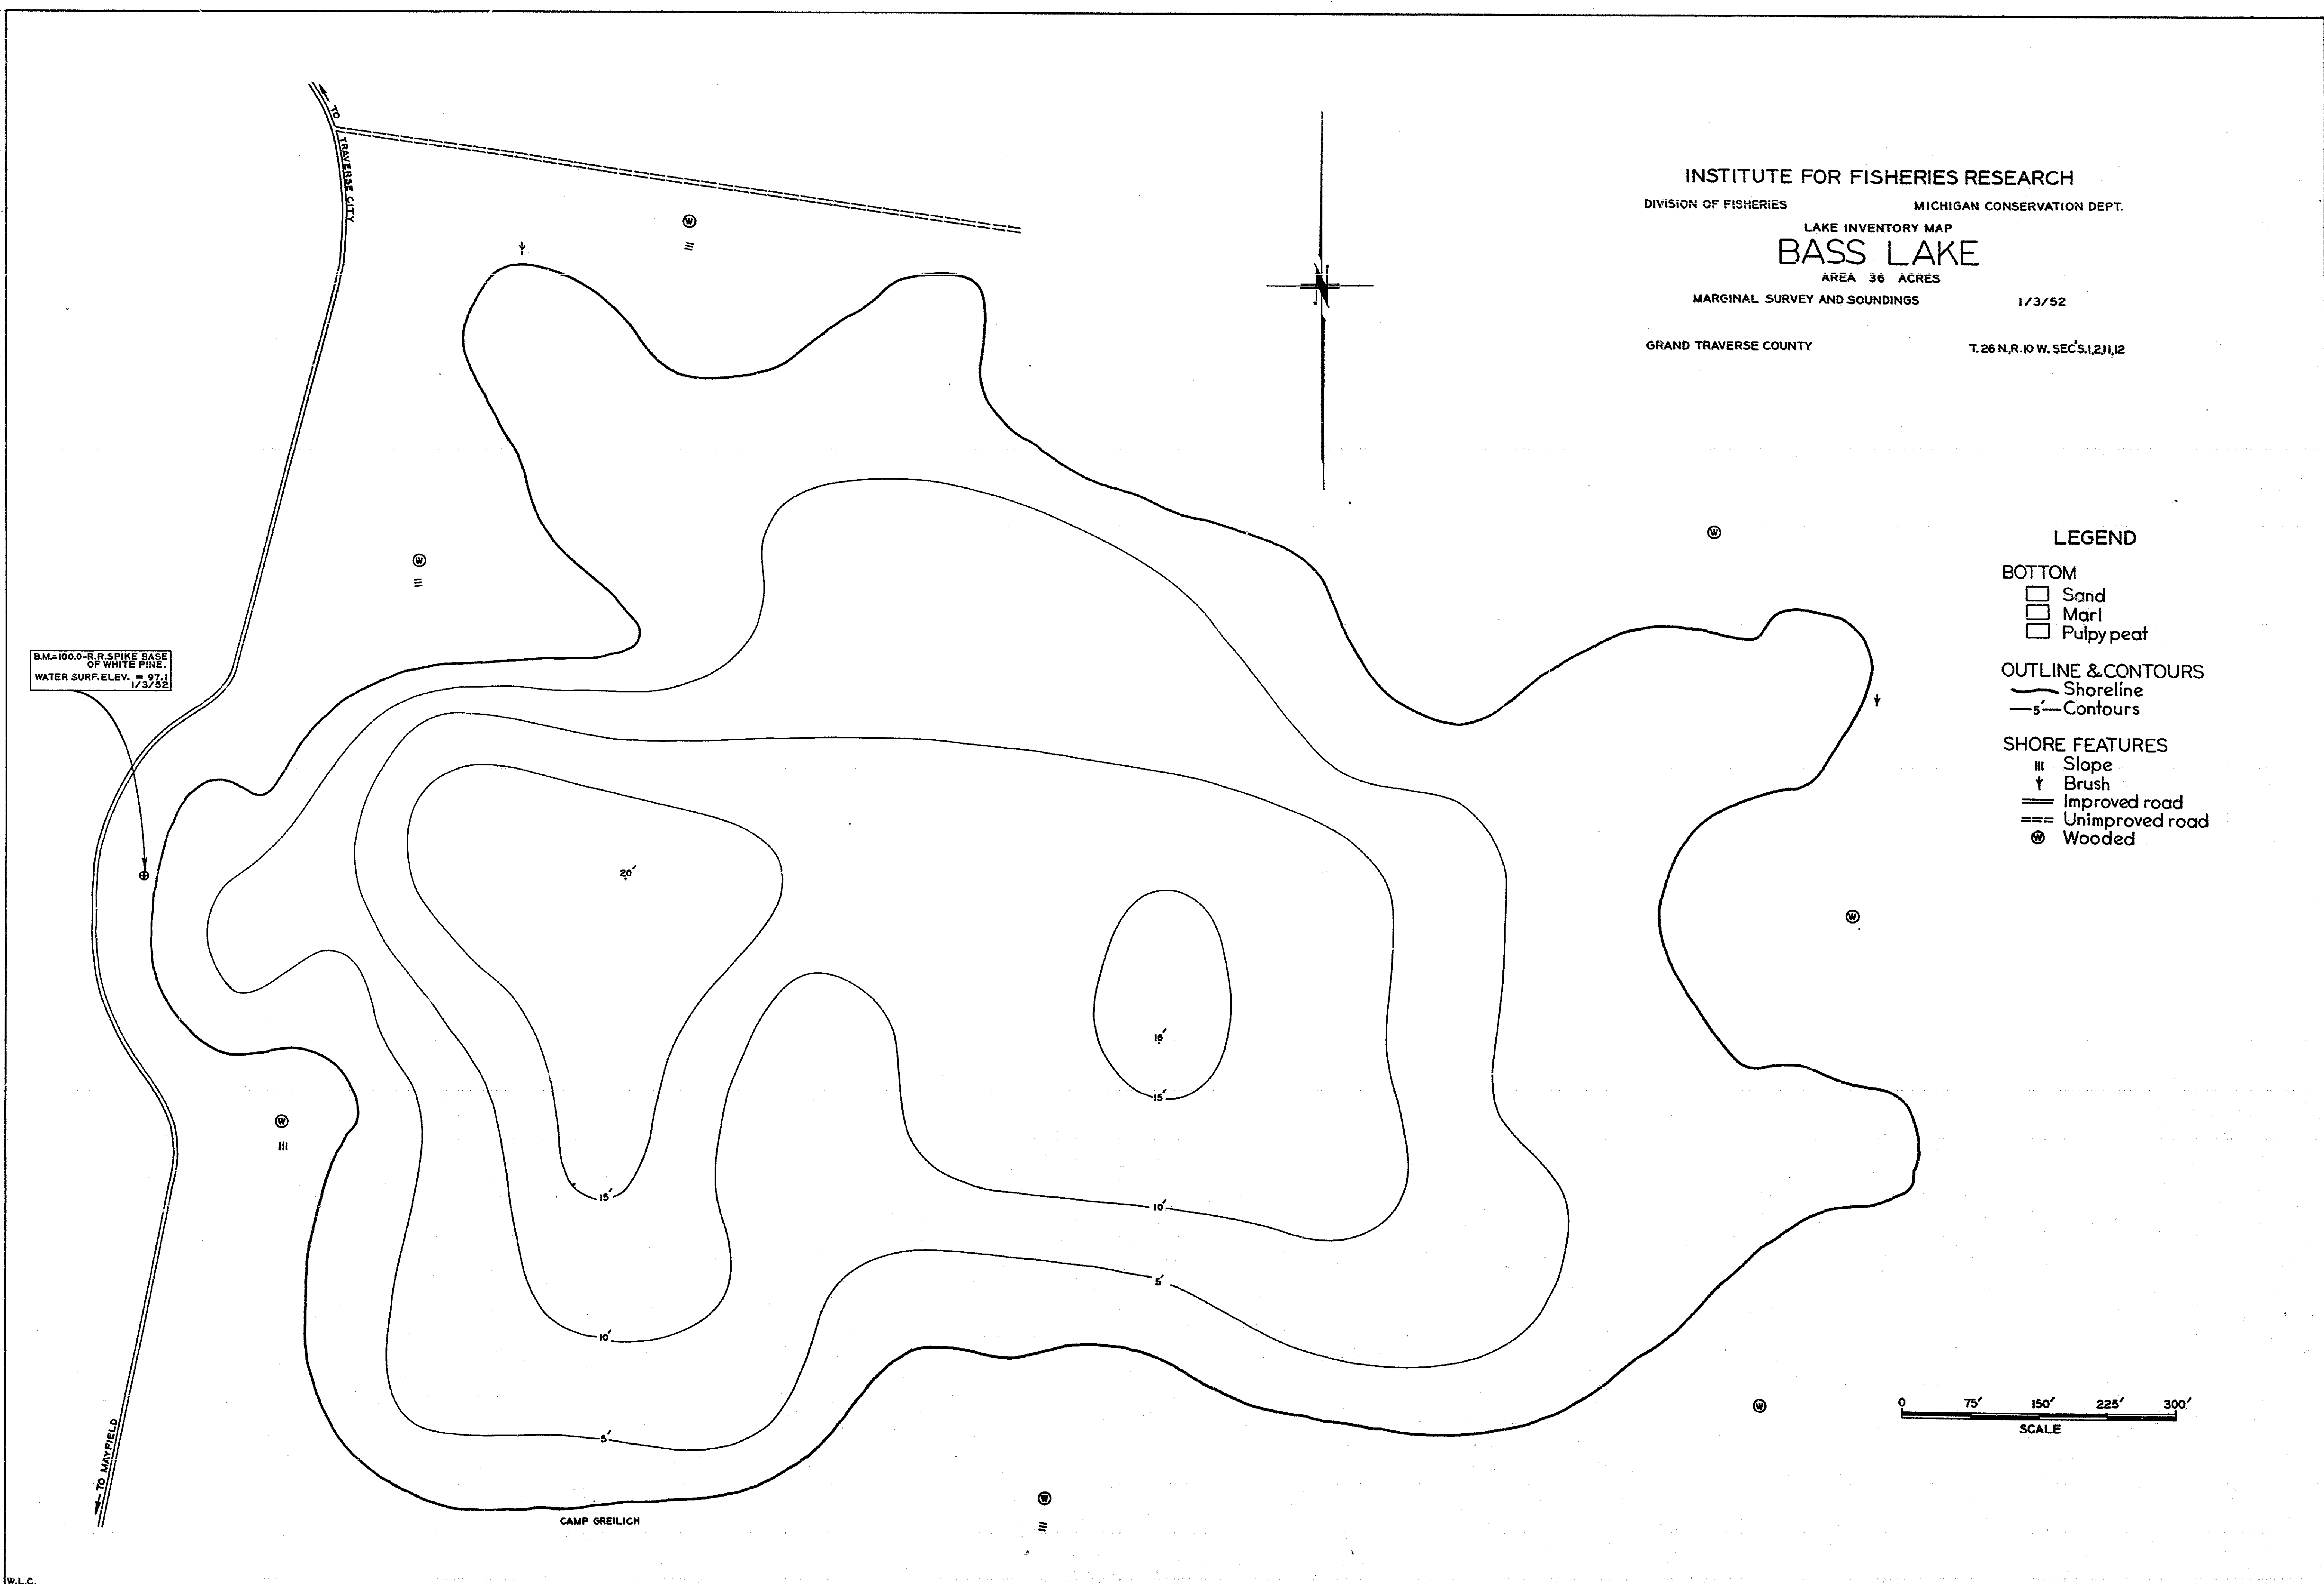 INSTITUTE FOR FISHERIES RESEARCH
DIVISION OF FISHERIES MICHIGAN CONSERVATION DEPT.
LAKE INVENTORY MAP
BASS LAKE
AREA 36 ACRES
MARGINAL SURVEY AND SOUNDINGS 1/3/52
GRAND TRAVERSE COUNTY T. 26 N., R. 10 W. SEC'S. 1,2,11,12
TO TRAVERSE CITY
N
W
W
W
W
W
W
W
B.M.=100.0-R.R. SPIKE BASE
OF WHITE PINE.
WATER SURF. ELEV. = 97.1
1/3/52
20'
16'
15'
15'
10'
10'
5'
5'
TO MAYFIELD
CAMP GREILICH
LEGEND
BOTTOM
Sand
Marl
Pulpy peat
OUTLINE & CONTOURS
Shoreline
5' Contours
SHORE FEATURES
Slope
Brush
Improved road
Unimproved road
W Wooded
0 75' 150' 225' 300'
SCALE
W.L.C.